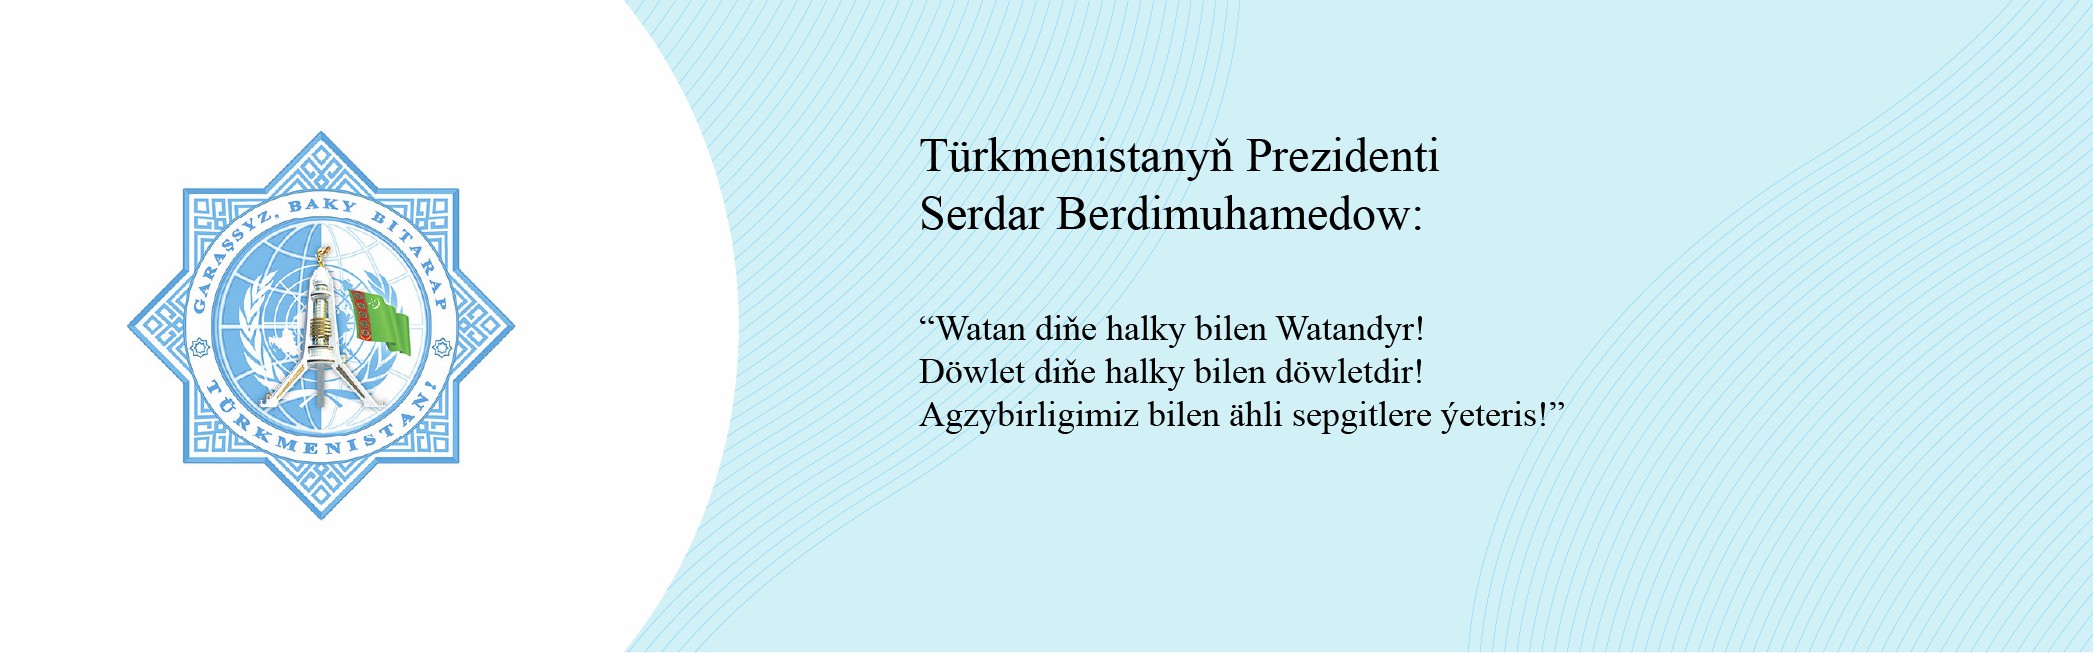 GARAŞSYZ, BAKY BITARAP
TÜRKMENISTAN!
Türkmenistanyň Prezidenti
Serdar Berdimuhamedow:
“Watan diňe halky bilen Watandyr!
Döwlet diňe halky bilen döwletdir!
Agzybirligimiz bilen ähli sepgitlere ýeteris!”